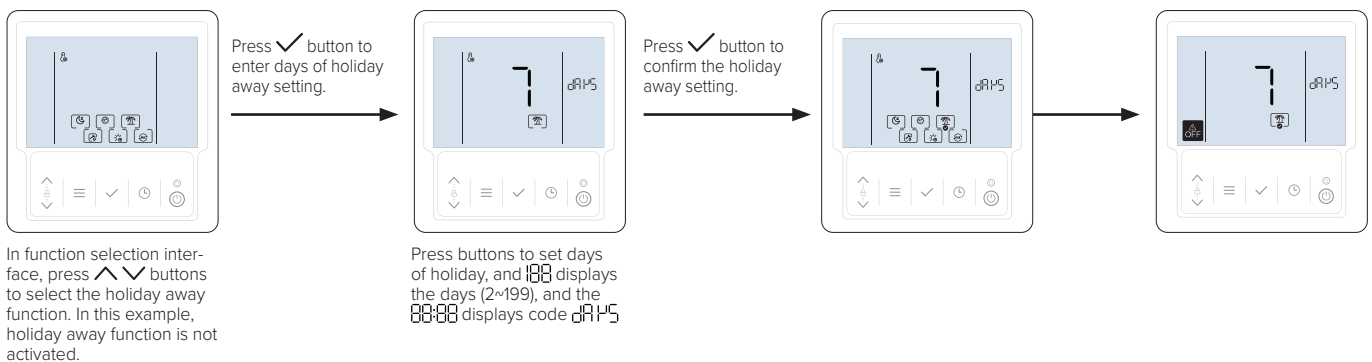 Press ✓ button to
enter days of holiday
away setting.
Press ✓ button to
confirm the holiday
away setting.
7
dAYS
7
dAYS
OFF
7
dAYS
In function selection inter-
face, press ∧ ∨ buttons
to select the holiday away
function. In this example,
holiday away function is not
activated.
Press buttons to set days
of holiday, and 188 displays
the days (2~199), and the
88:88 displays code dAYS